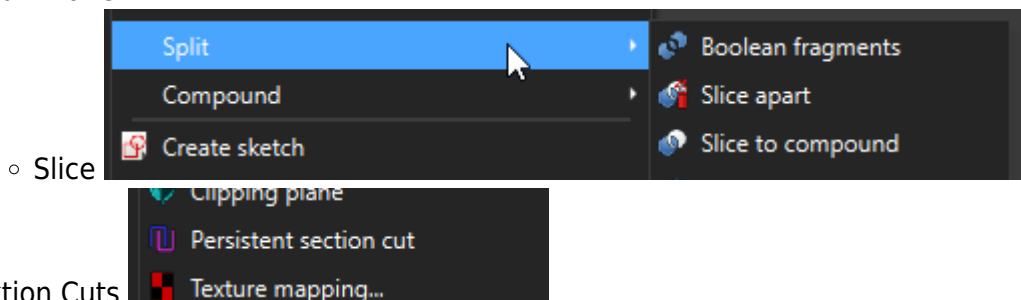 Split
Boolean fragments
Compound
Slice apart
Create sketch
Slice to compound
Slice
Clipping plane
Persistent section cut
Cuts
Texture mapping...